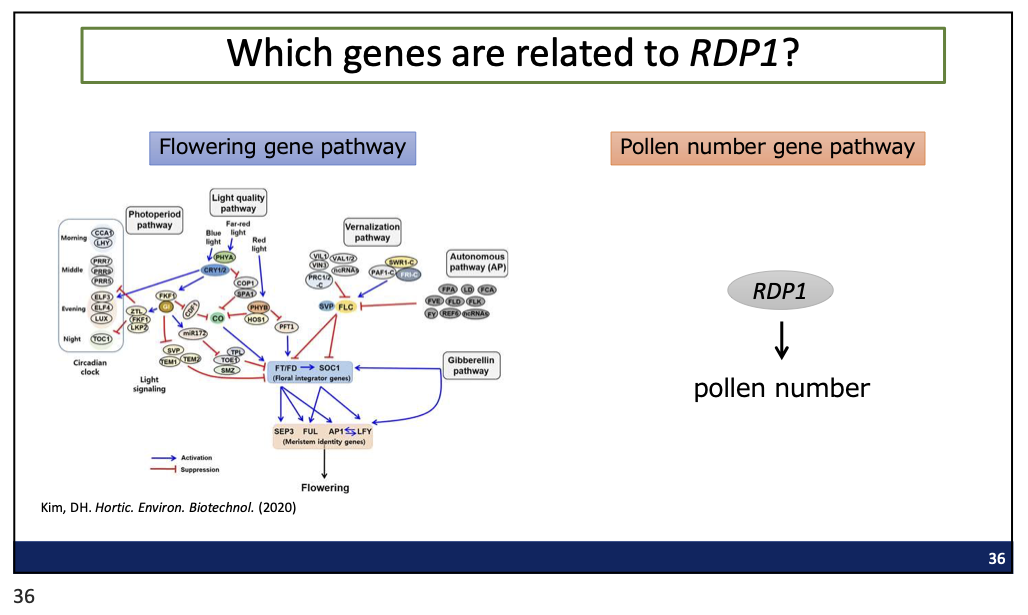 Which genes are related to RDP1?
Flowering gene pathway
Pollen number gene pathway
Light quality
pathway
Photoperiod
pathway
Far-red
light
Blue
light
Red
light
Vernalization
pathway
Autonomous
pathway (AP)
Morning
CCA1
LHY
Middle
PRR7
PRR9
PRR5
Evening
ELF3
ELF4
LUX
Night
TOC1
Circadian
clock
PHYA
CRY1/2
COP1
SPA1
PHYB
HOS1
PFT1
FKF1
GI
CDF1
CO
ZTL
FKF1
LKP2
miR172
SVP
TEM1
TEM2
TPL
TOE1
SMZ
Light
signaling
VIL1
VAL1/2
VIN3
ncRNAs
PRC1/2
-C
SWR1-C
PAF1-C
FRI-C
SVP
FLC
FPA
LD
FCA
FVE
FLD
FLK
FY
REF6
ncRNAs
FT/FD
SOC1
(Floral integrator genes)
Gibberellin
pathway
SEP3
FUL
AP1
LFY
(Meristem identity genes)
Activation
Suppression
Flowering
RDP1
pollen number
Kim, DH. Hortic. Environ. Biotechnol. (2020)
36
36